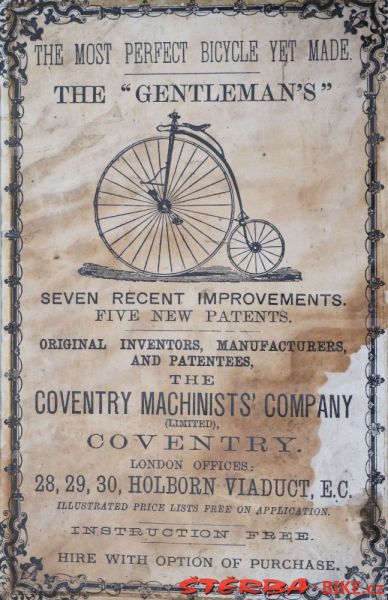 THE MOST PERFECT BICYCLE YET MADE.
THE "GENTLEMAN'S"
SEVEN RECENT IMPROVEMENTS.
FIVE NEW PATENTS.
ORIGINAL INVENTORS, MANUFACTURERS,
AND PATENTEES,
THE
COVENTRY MACHINISTS' COMPANY
(LIMITED),
COVENTRY.
LONDON OFFICES:
28, 29, 30, HOLBORN VIADUCT, E.C.
ILLUSTRATED PRICE LISTS FREE ON APPLICATION.
INSTRUCTION FREE.
HIRE WITH OPTION OF PURCHASE.
ŠTĚRBA-BIKE.cz